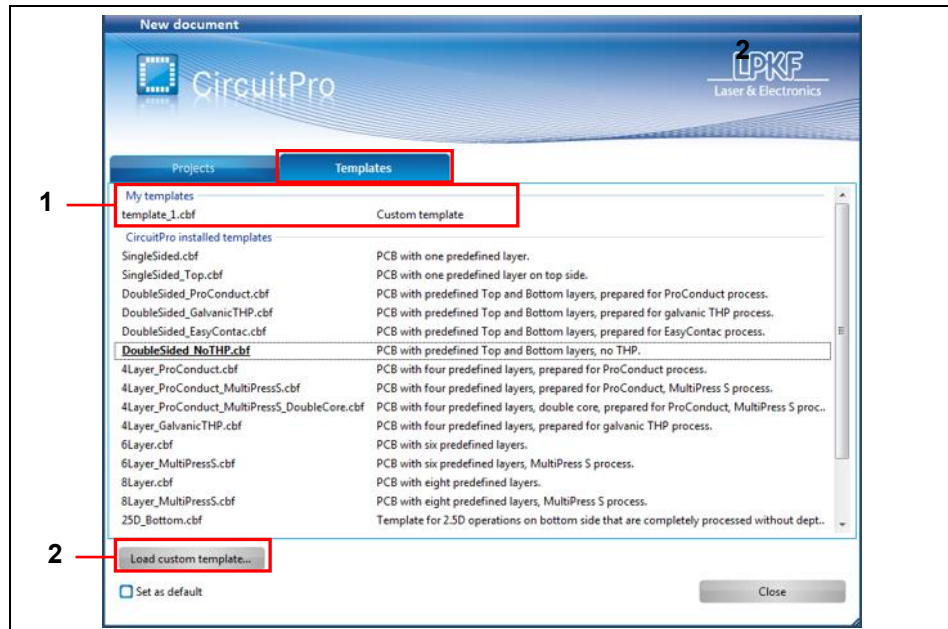 New document
2
CircuitPro
LPKF
Laser & Electronics
Projects Templates
1
My templates
template_1.cbf Custom template
CircuitPro installed templates
SingleSided.cbf PCB with one predefined layer.
SingleSided_Top.cbf PCB with one predefined layer on top side.
DoubleSided_ProConduct.cbf PCB with predefined Top and Bottom layers, prepared for ProConduct process.
DoubleSided_GalvanicTHP.cbf PCB with predefined Top and Bottom layers, prepared for galvanic THP process.
DoubleSided_EasyContac.cbf PCB with predefined Top and Bottom layers, prepared for EasyContac process.
DoubleSided_NoTHP.cbf PCB with predefined Top and Bottom layers, no THP.
4Layer_ProConduct.cbf PCB with four predefined layers, prepared for ProConduct process.
4Layer_ProConduct_MultiPressS.cbf PCB with four predefined layers, prepared for ProConduct, MultiPress S process.
4Layer_ProConduct_MultiPressS_DoubleCore.cbf PCB with four predefined layers, double core, prepared for ProConduct, MultiPress S proc..
4Layer_GalvanicTHP.cbf PCB with four predefined layers, prepared for galvanic THP process.
6Layer.cbf PCB with six predefined layers.
6Layer_MultiPressS.cbf PCB with six predefined layers, MultiPress S process.
8Layer.cbf PCB with eight predefined layers.
8Layer_MultiPressS.cbf PCB with eight predefined layers, MultiPress S process.
25D_Bottom.cbf Template for 2.5D operations on bottom side that are completely processed without dept..
2
Load custom template...
Set as default Close